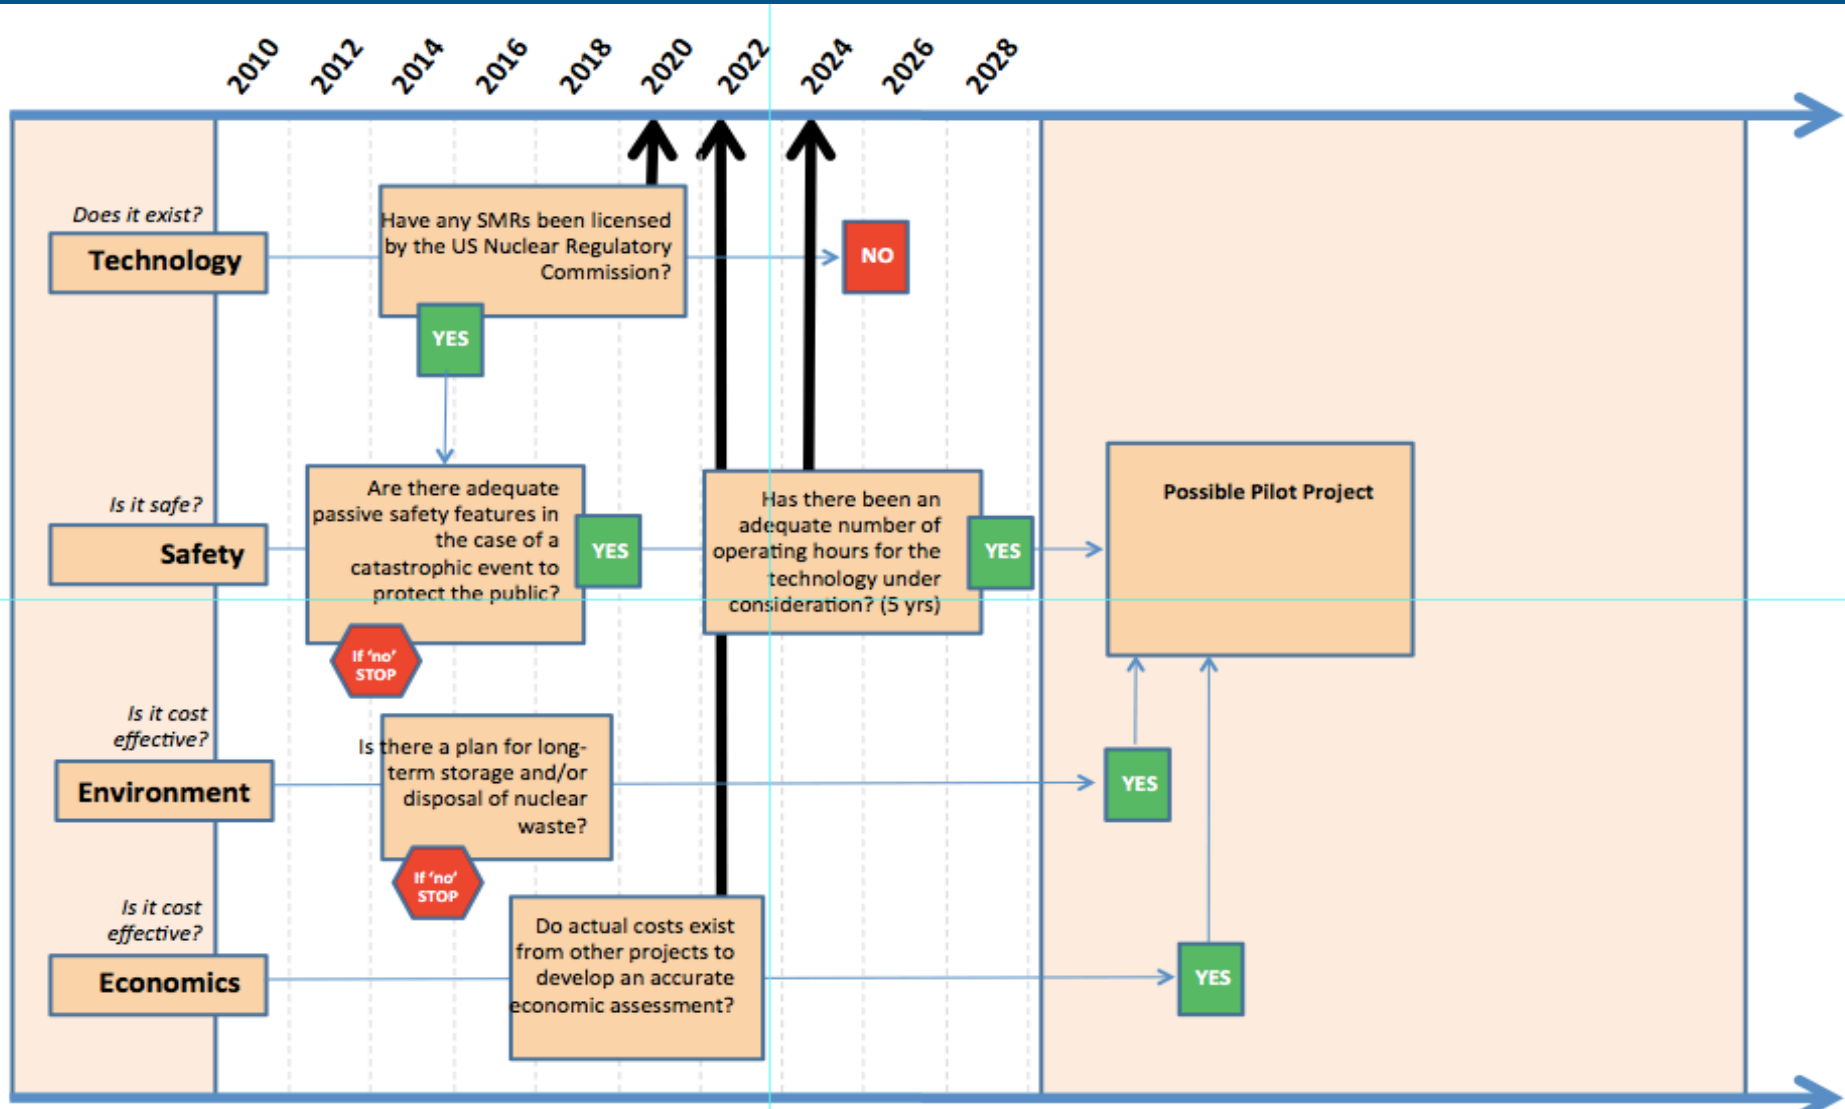 2010 2012 2014 2016 2018 2020 2022 2024 2026 2028
Does it exist?
Technology
Have any SMRs been licensed
by the US Nuclear Regulatory
Commission?
NO
YES
Is it safe?
Safety
Are there adequate
passive safety features in
the case of a
catastrophic event to
protect the public?
YES
If 'no'
STOP
Has there been an
adequate number of
operating hours for the
technology under
consideration? (5 yrs)
YES
Possible Pilot Project
Is it cost
effective?
Environment
Is there a plan for long-
term storage and/or
disposal of nuclear
waste?
If 'no'
STOP
YES
Is it cost
effective?
Economics
Do actual costs exist
from other projects to
develop an accurate
economic assessment?
YES